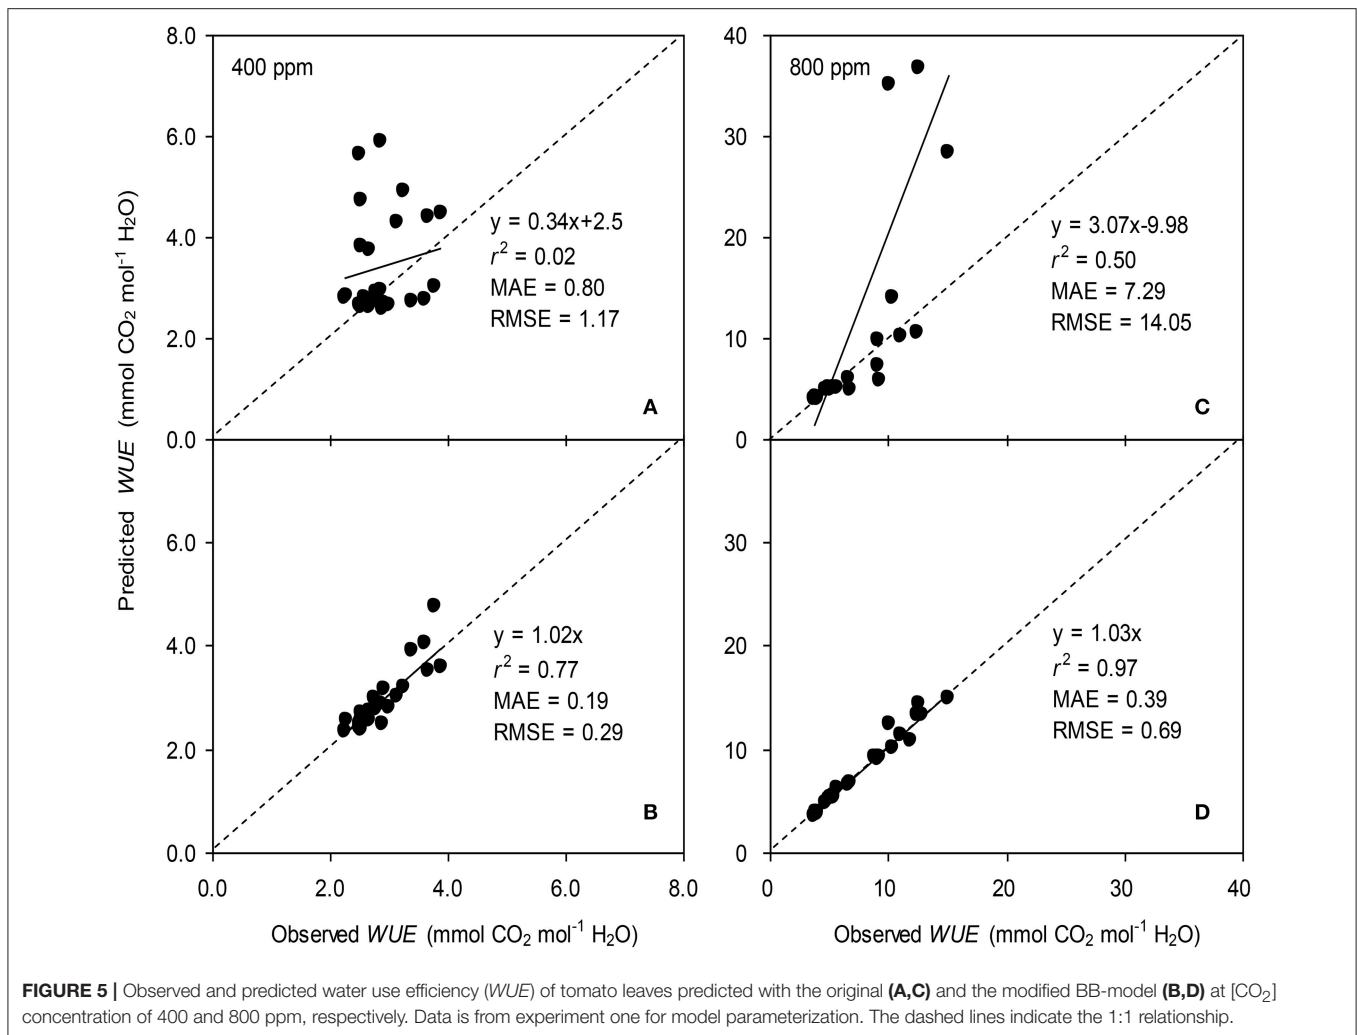 8.0
400 ppm
6.0
4.0
2.0
0.0
y = 0.34x+2.5
r² = 0.02
MAE = 0.80
RMSE = 1.17
A
40
800 ppm
30
20
10
0
y = 3.07x-9.98
r² = 0.50
MAE = 7.29
RMSE = 14.05
C
Predicted WUE (mmol CO₂ mol⁻¹ H₂O)
6.0
4.0
2.0
0.0
y = 1.02x
r² = 0.77
MAE = 0.19
RMSE = 0.29
B
30
20
10
0
y = 1.03x
r² = 0.97
MAE = 0.39
RMSE = 0.69
D
0.0 2.0 4.0 6.0 8.0
0 10 20 30 40
Observed WUE (mmol CO₂ mol⁻¹ H₂O)
Observed WUE (mmol CO₂ mol⁻¹ H₂O)
FIGURE 5 | Observed and predicted water use efficiency (WUE) of tomato leaves predicted with the original (A,C) and the modified BB-model (B,D) at [CO₂]
concentration of 400 and 800 ppm, respectively. Data is from experiment one for model parameterization. The dashed lines indicate the 1:1 relationship.